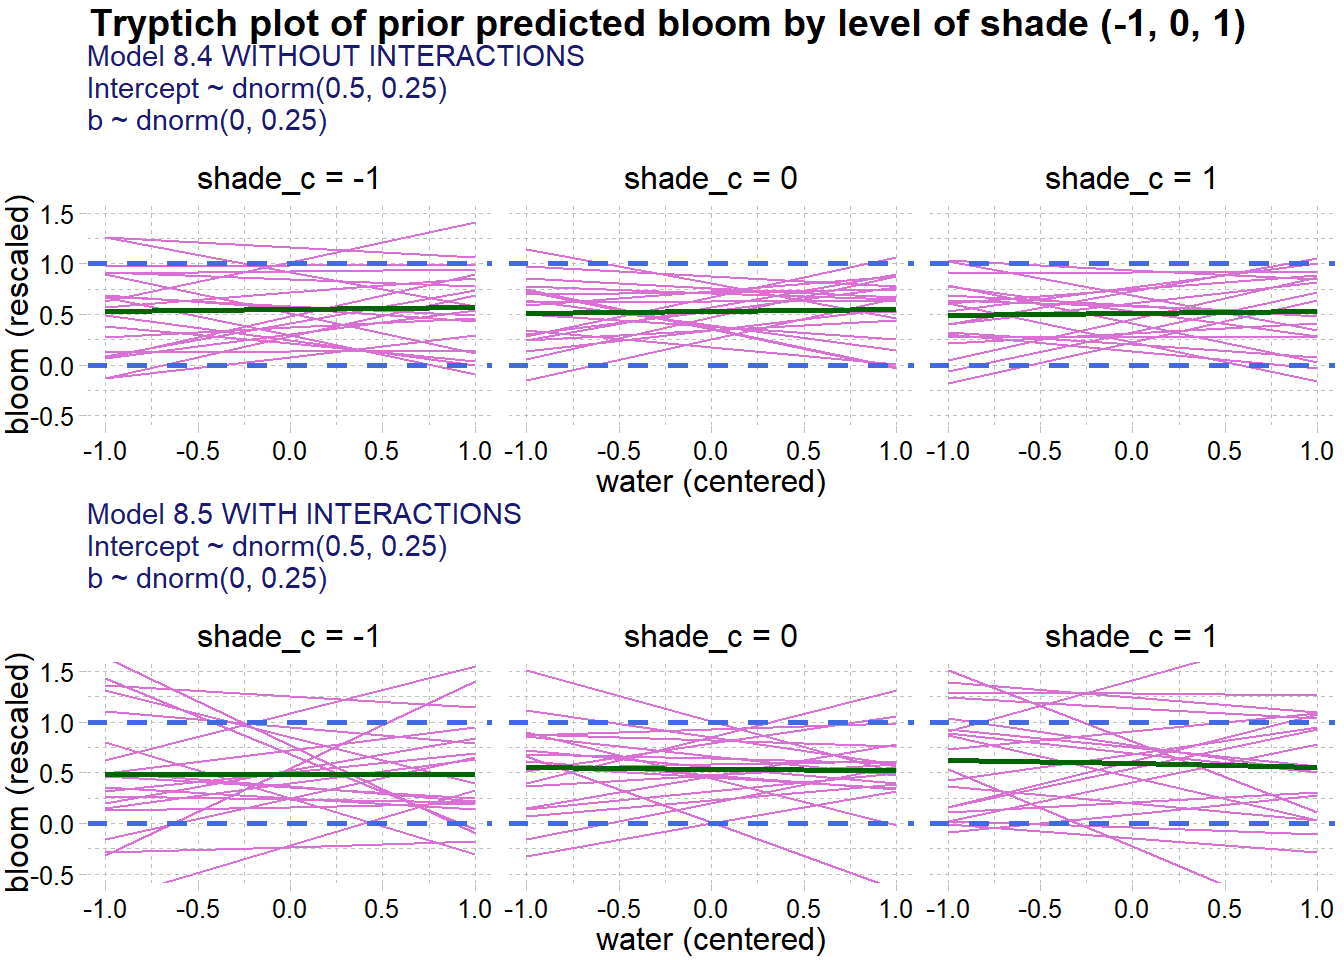 Tryptich plot of prior predicted bloom by level of shade (-1, 0, 1)
Model 8.4 WITHOUT INTERACTIONS
Intercept ~ dnorm(0.5, 0.25)
b ~ dnorm(0, 0.25)
shade_c = -1 shade_c = 0 shade_c = 1
bloom (rescaled)
1.5
1.0
0.5
0.0
-0.5
-1.0 -0.5 0.0 0.5 1.0 -1.0 -0.5 0.0 0.5 1.0 -1.0 -0.5 0.0 0.5 1.0
water (centered)
Model 8.5 WITH INTERACTIONS
Intercept ~ dnorm(0.5, 0.25)
b ~ dnorm(0, 0.25)
shade_c = -1 shade_c = 0 shade_c = 1
bloom (rescaled)
1.5
1.0
0.5
0.0
-0.5
-1.0 -0.5 0.0 0.5 1.0 -1.0 -0.5 0.0 0.5 1.0 -1.0 -0.5 0.0 0.5 1.0
water (centered)